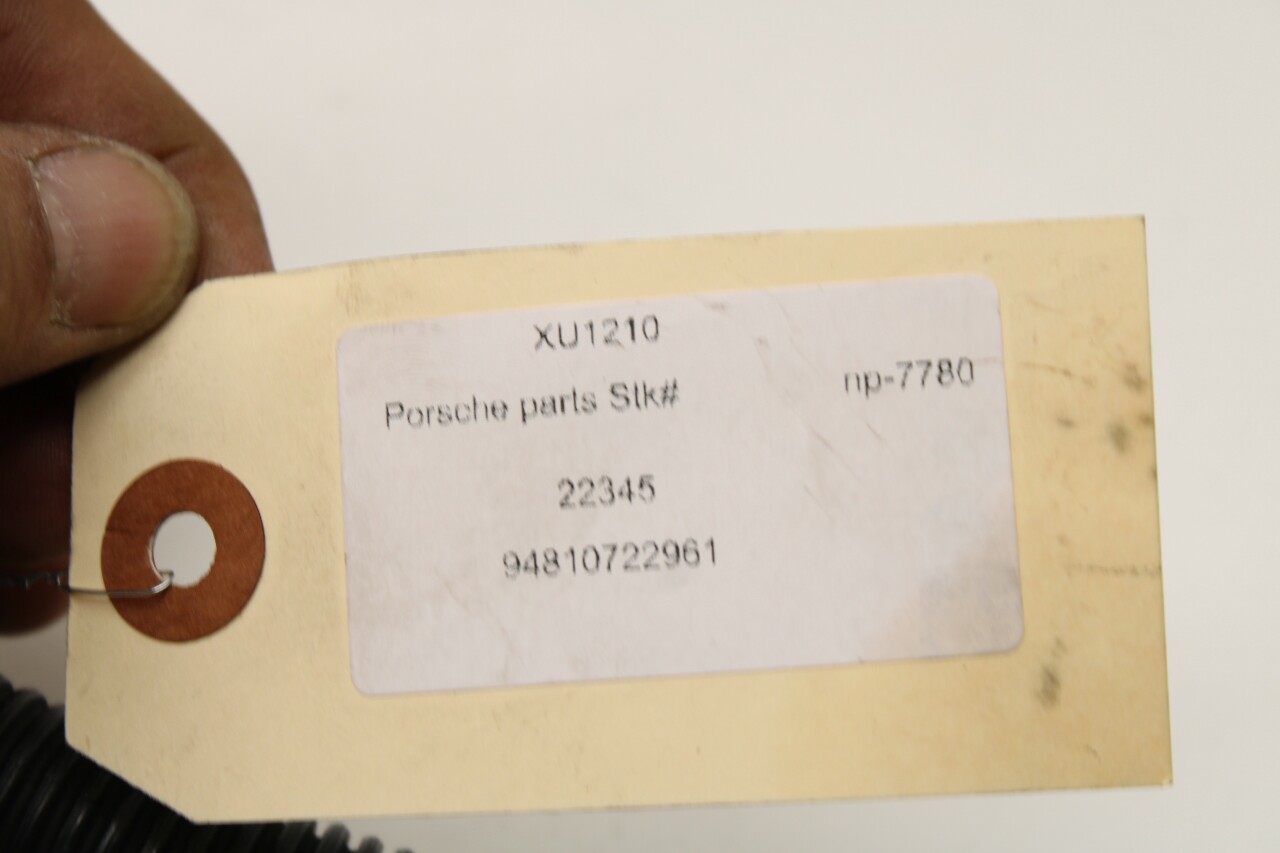 XU1210
Porsche parts Stk# np-7780
22345
94810722961